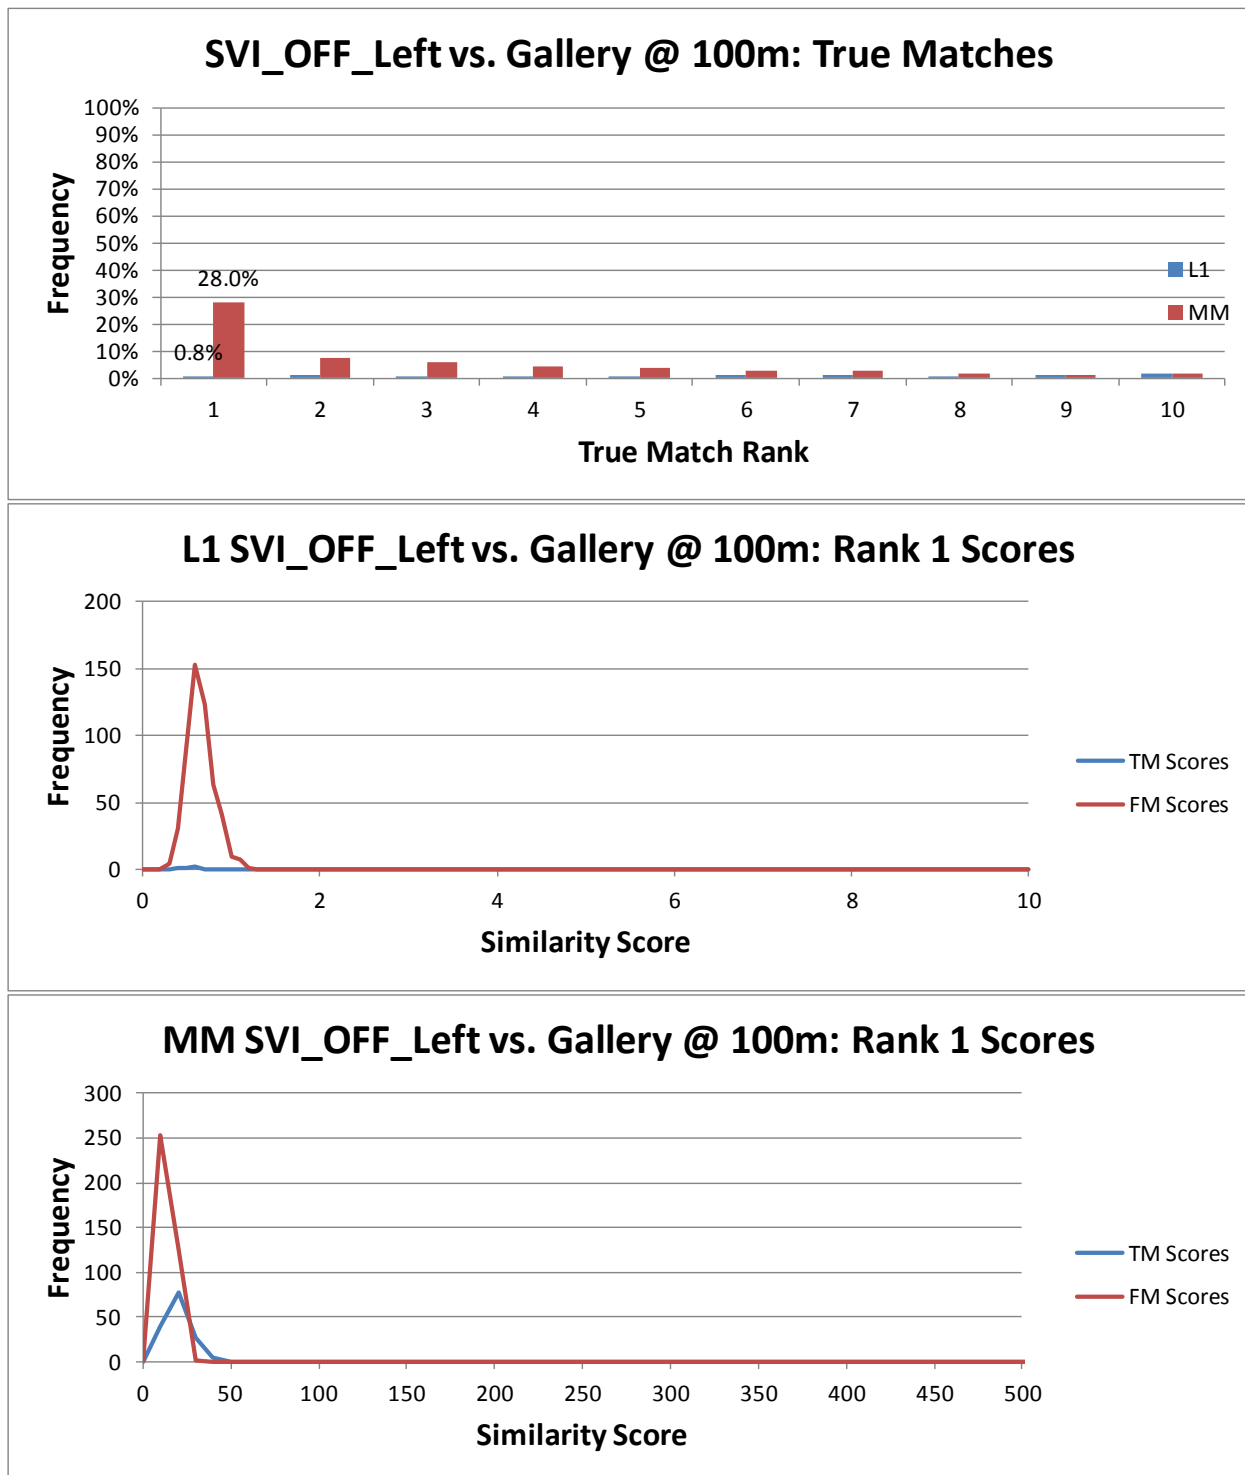 SVI_OFF_Left vs. Gallery @ 100m: True Matches
100%
90%
80%
70%
60%
50%
40%
30%
20%
10%
0%
Frequency
28.0%
0.8%
L1
MM
1 2 3 4 5 6 7 8 9 10
True Match Rank
L1 SVI_OFF_Left vs. Gallery @ 100m: Rank 1 Scores
200
150
100
50
0
Frequency
TM Scores
FM Scores
0 2 4 6 8 10
Similarity Score
MM SVI_OFF_Left vs. Gallery @ 100m: Rank 1 Scores
300
250
200
150
100
50
0
Frequency
TM Scores
FM Scores
0 50 100 150 200 250 300 350 400 450 500
Similarity Score